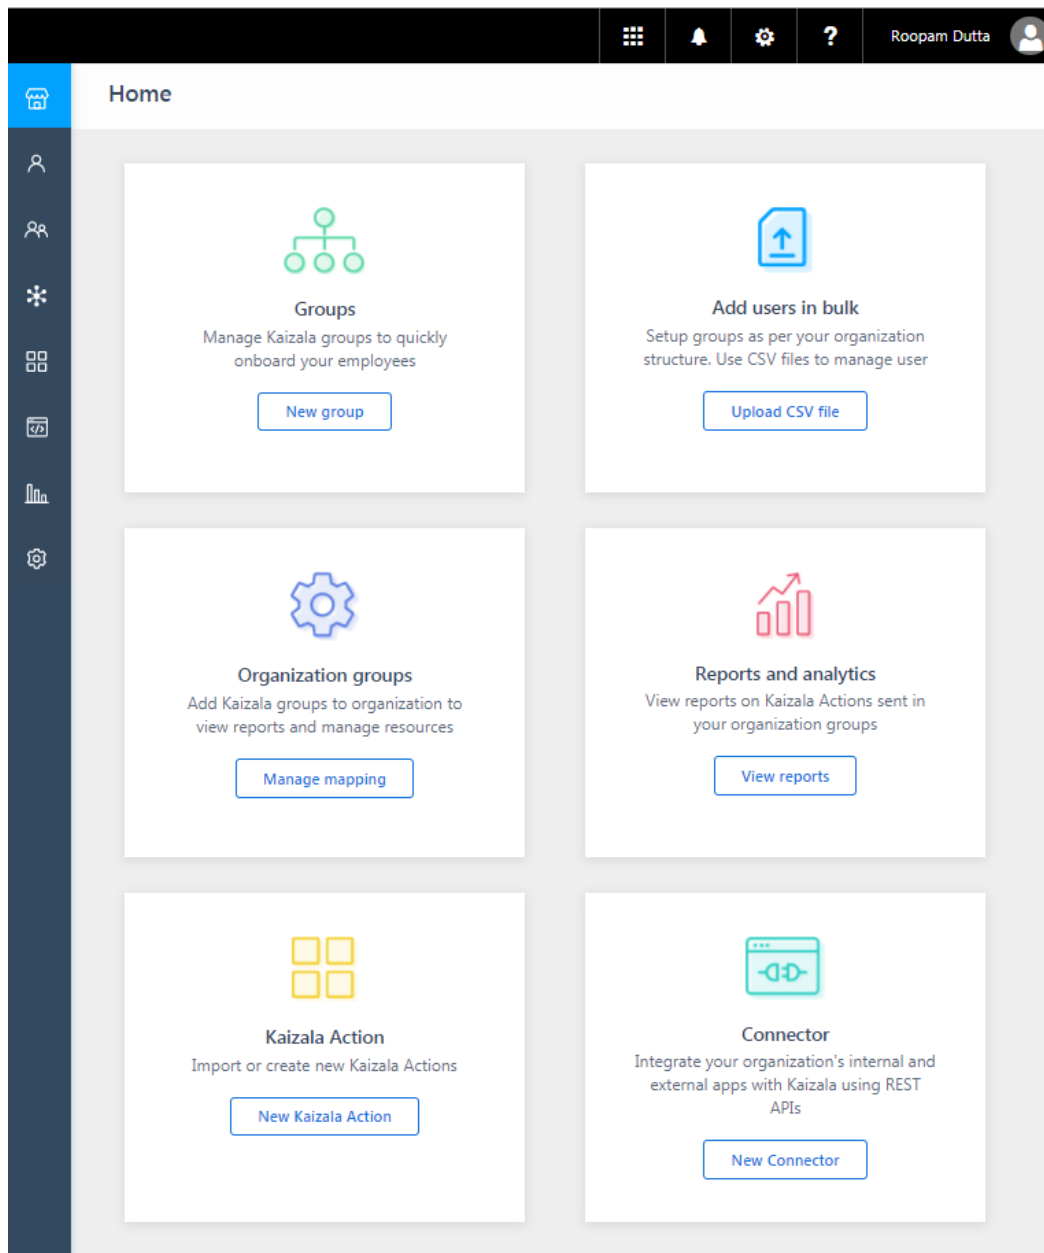 ? Roopam Dutta
Home
Groups
Manage Kaizala groups to quickly
onboard your employees
New group
Add users in bulk
Setup groups as per your organization
structure. Use CSV files to manage user
Upload CSV file
Organization groups
Add Kaizala groups to organization to
view reports and manage resources
Manage mapping
Reports and analytics
View reports on Kaizala Actions sent in
your organization groups
View reports
Kaizala Action
Import or create new Kaizala Actions
New Kaizala Action
Connector
Integrate your organization's internal and
external apps with Kaizala using REST
APIs
New Connector